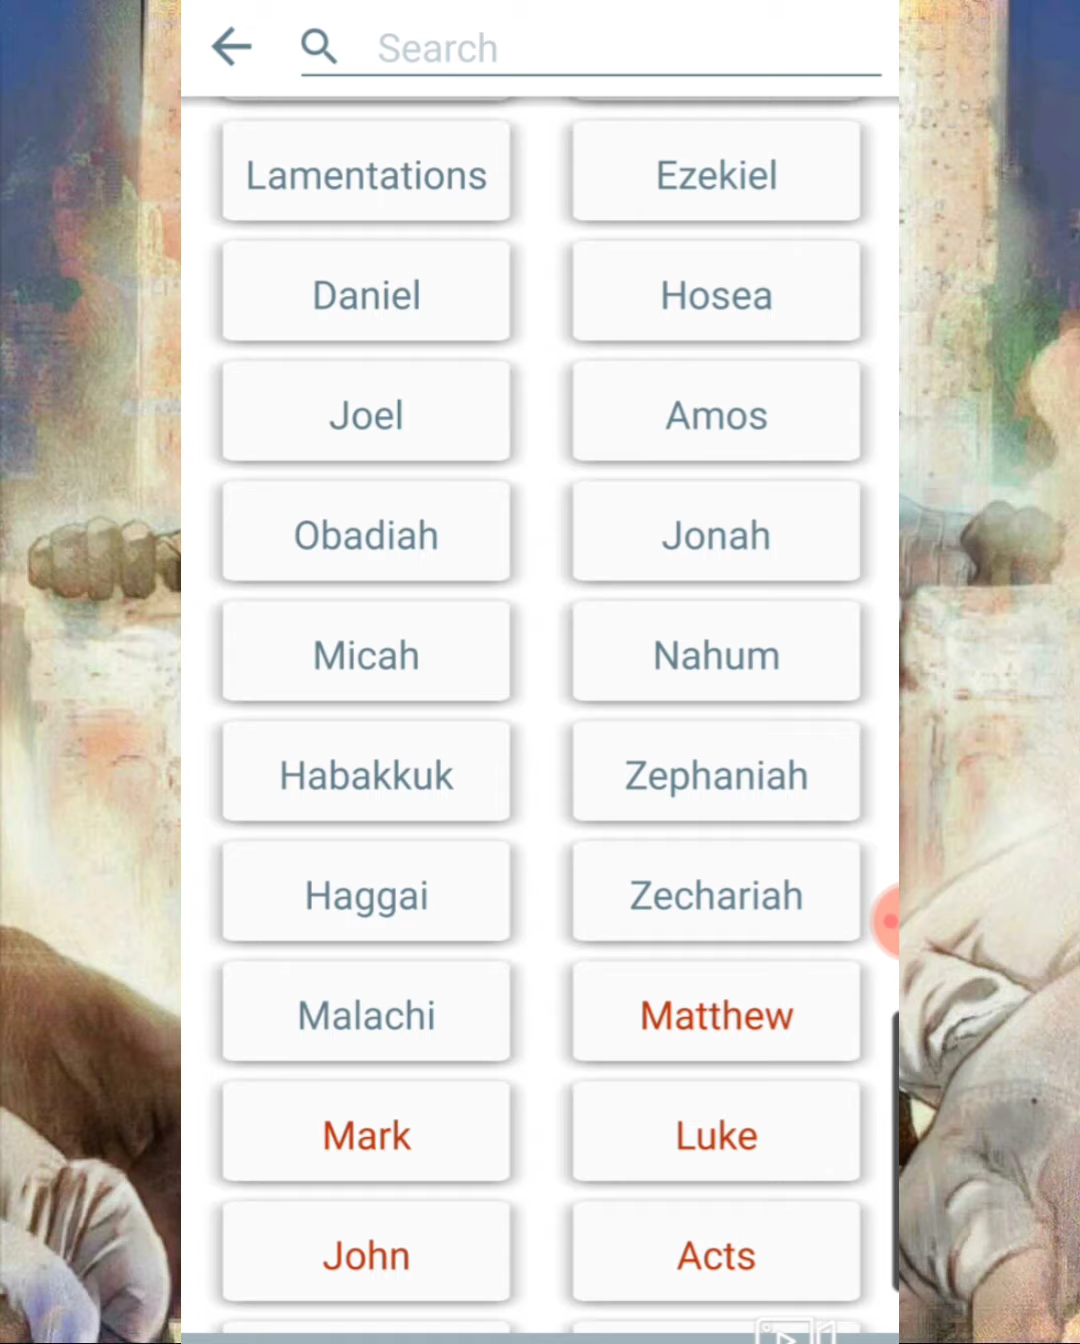 Search
Lamentations
Ezekiel
Daniel
Hosea
Joel
Amos
Obadiah
Jonah
Micah
Nahum
Habakkuk
Zephaniah
Haggai
Zechariah
Malachi
Matthew
Mark
Luke
John
Acts